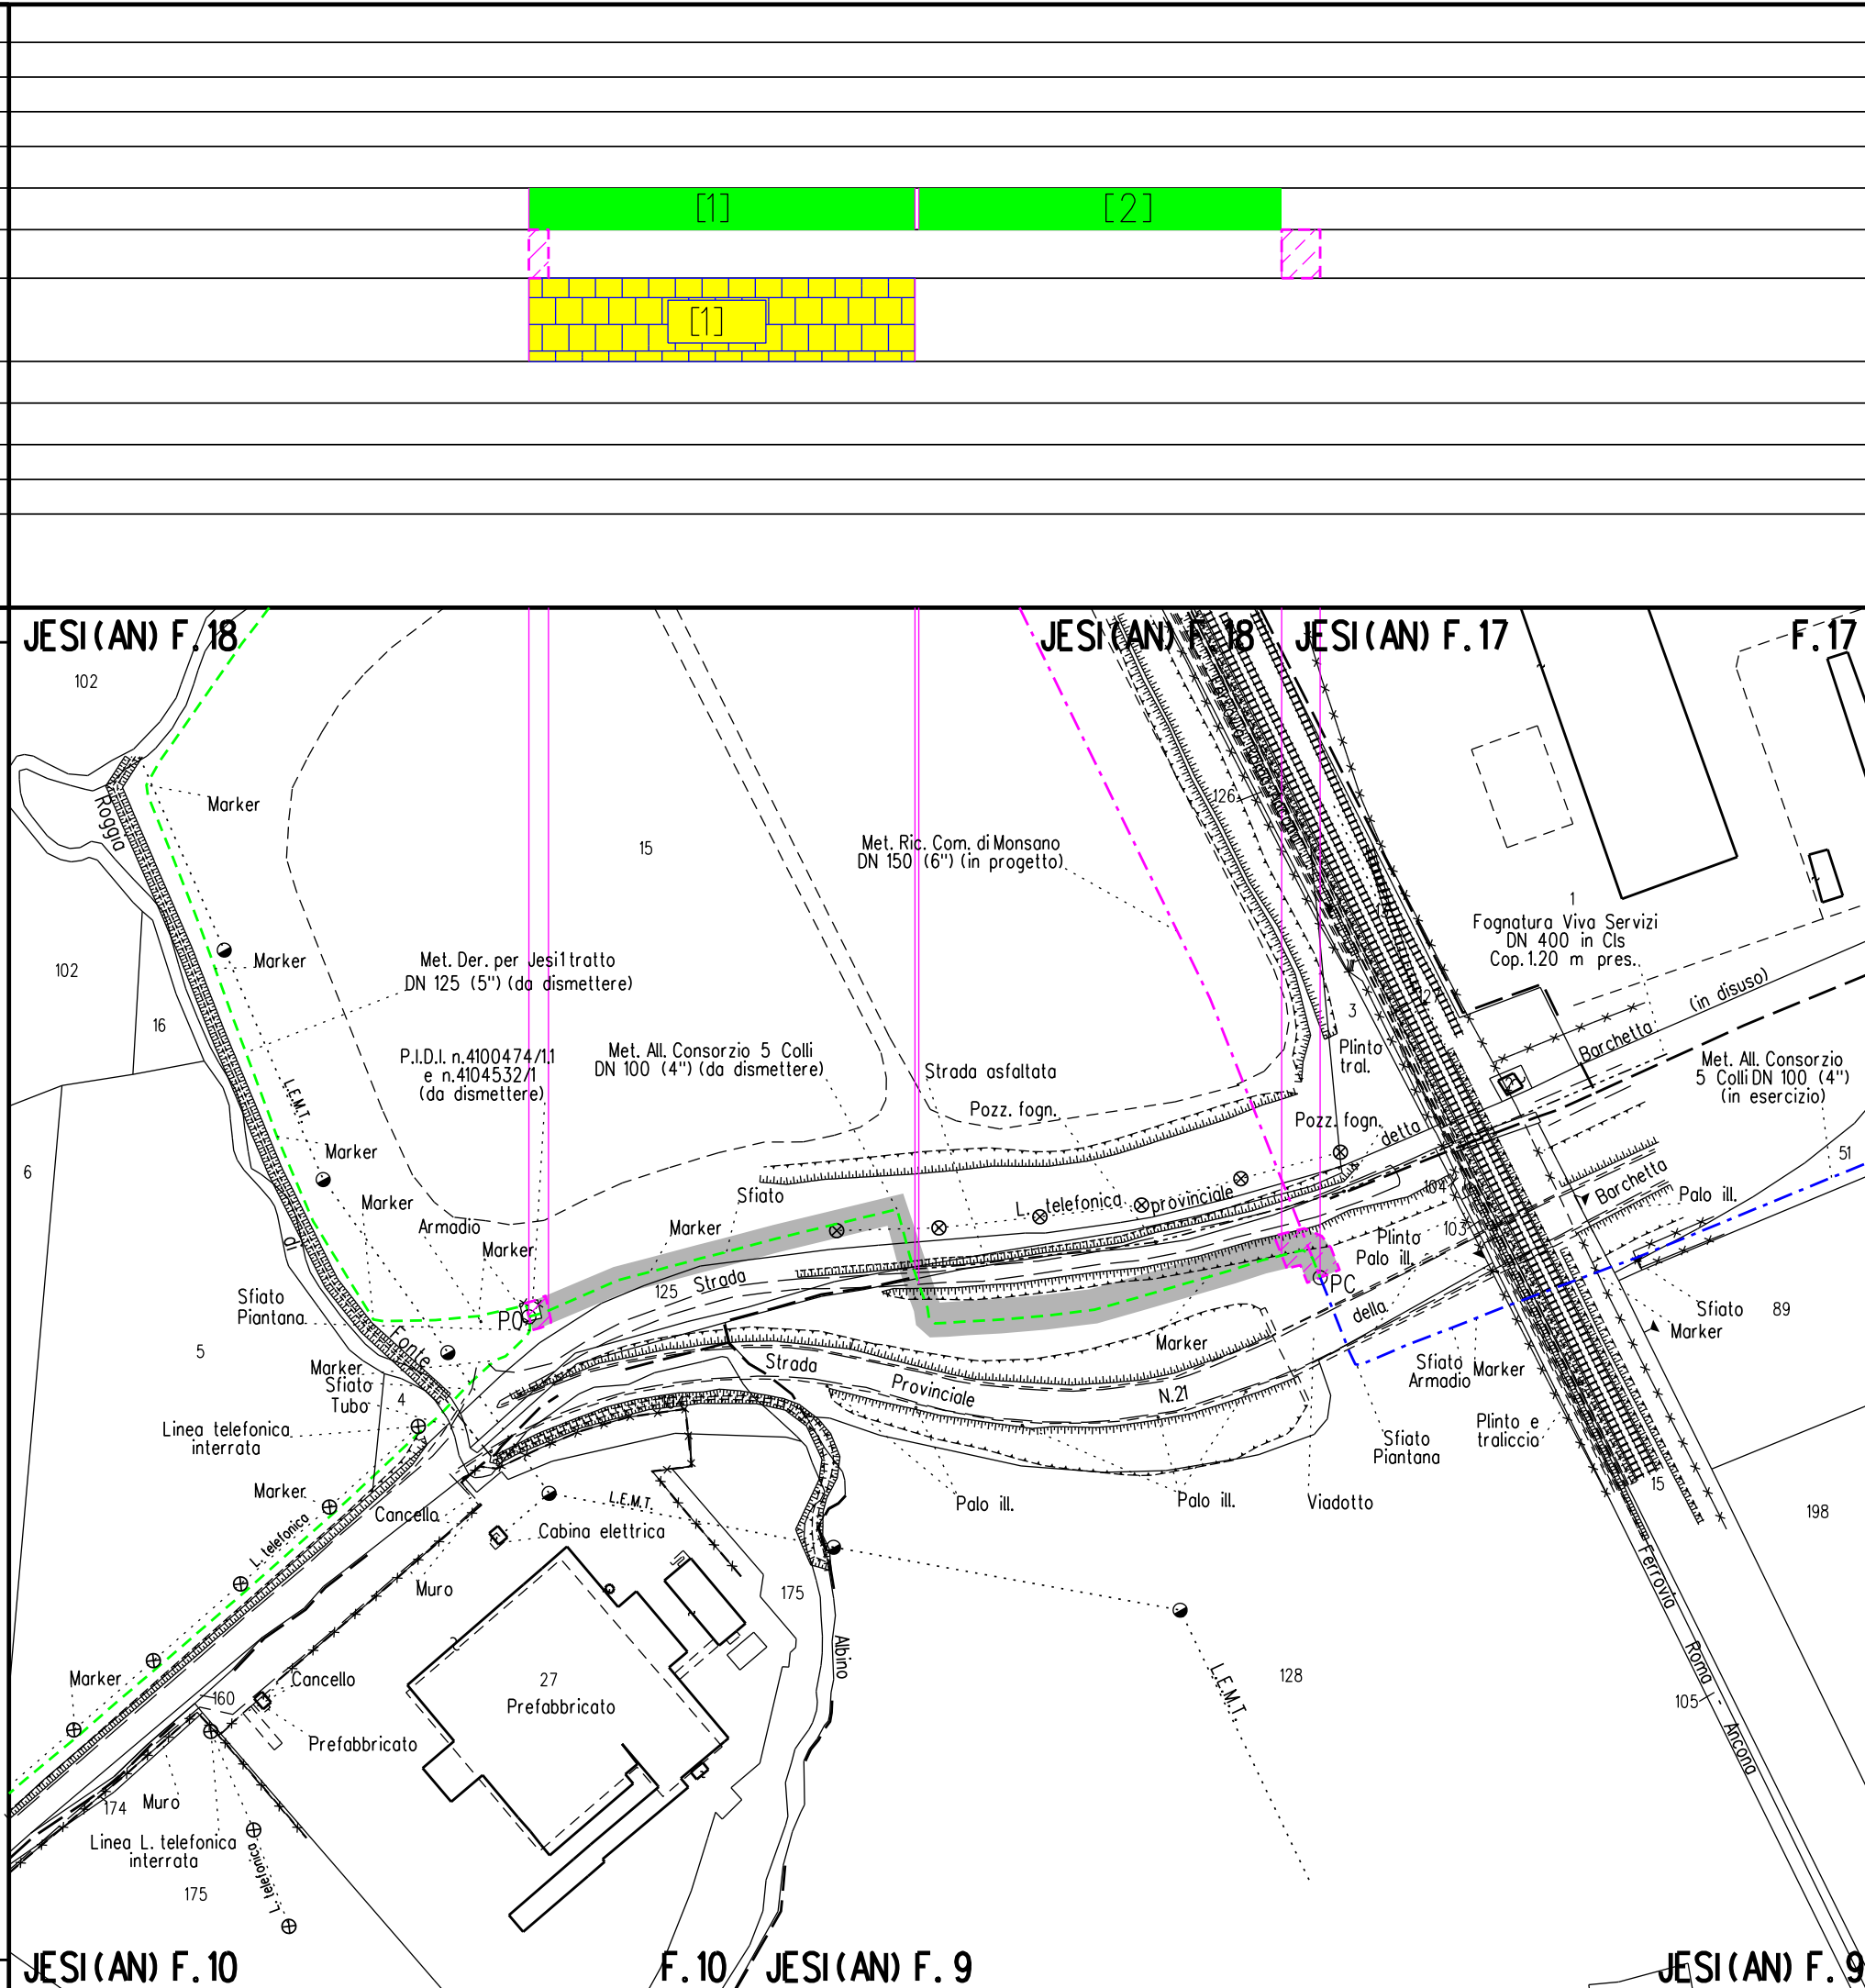 [1]
[2]
[1]
JESI (AN) F. 18
JESI (AN) F. 18
JESI (AN) F. 17
F. 17
102
Marker
Roggia
126
15
Met. Ric. Com. di Monsano
DN 150 (6") (in progetto)
1
Fognatura Viva Servizi
DN 400 in Cls
Cop. 1.20 m pres.
Marker
Met. Der. per Jesi 1 tratto
DN 125 (5") (da dismettere)
102
16
3
(in disuso)
Barchetta
P.I.D.I. n.4100474/1.1
e n.4104532/1
(da dismettere)
Met. All. Consorzio 5 Colli
DN 100 (4") (da dismettere)
Strada asfaltata
Pozz. fogn.
Plinto
tral.
Pozz. fogn.
detta
Met. All. Consorzio
5 Colli DN 100 (4")
(in esercizio)
L.E.M.T.
Marker
6
51
Marker
Armadio
Marker
Sfiato
Marker
L. telefonica
provinciale
Barchetta
Palo ill.
103
Plinto
Palo ill.
di
125
Strada
PC
della
Sfiato
Piantana
P0
Fonte
5
Marker
Sfiato
Tubo
4
Strada
Provinciale
N.21
Marker
Sfiato
Armadio
Marker
Sfiato
Marker
89
Linea telefonica
interrata
Sfiato
Piantana
Plinto e
traliccio
Marker
L. telefonica
Cancello
L.E.M.T.
Cabina elettrica
Palo ill.
Palo ill.
Viadotto
15
198
Muro
175
Albino
Ferrovia
Roma
Ancona
105
128
L.E.M.T.
27
Prefabbricato
Marker
Cancello
160
Prefabbricato
174
Muro
Linea L. telefonica
interrata
L. telefonica
175
JESI (AN) F. 10
F. 10
JESI (AN) F. 9
JESI (AN) F. 9